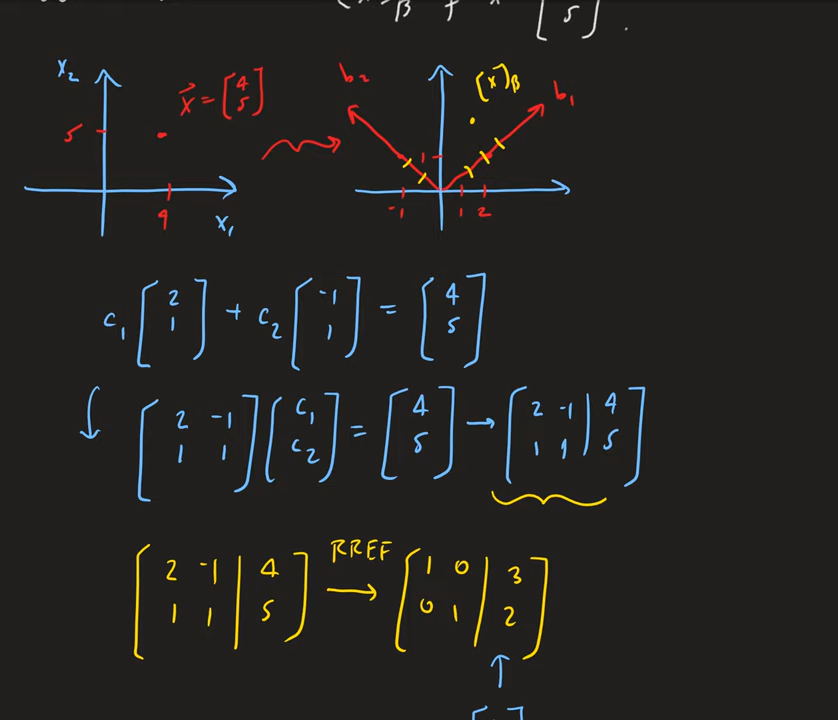 [x]β
[5].
x₂
5
x⃗ = [4 5]
4
x₁
b₂
[x]β
b₁
1
-1 1 2
c₁ [2 1] + c₂ [-1 1] = [4 5]
[2 -1 1 1] [c₁ c₂] = [4 5] → [2 -1 | 4 1 1 | 5]
[2 -1 | 4 1 1 | 5] RREF → [1 0 | 3 0 1 | 2]
↑